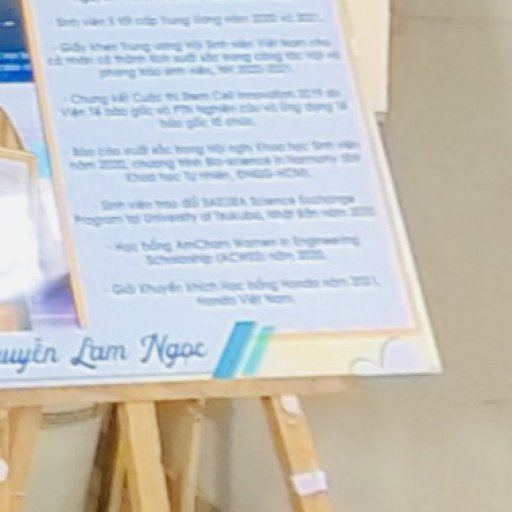 - Sinh viên 5 tốt cấp Trung ương năm 2020 và 2021.
- Giấy khen Trung ương Hội Sinh viên Việt Nam cho
cá nhân có thành tích xuất sắc trong công tác Hội và
phong trào sinh viên, NH 2020-2021.
- Chung kết Cuộc thi Stem Cell Innovation 2019 do
Viện Tế bào gốc và PTN Nghiên cứu và Ứng dụng Tế
bào gốc tổ chức.
- Báo cáo xuất sắc trong Hội nghị Khoa học Sinh viên
năm 2020, chương trình Bio-science in Harmony
Khoa học Tự nhiên, ĐHQG-HCM).
- Sinh viên trao đổi SAKURA Science Exchange
Program tại University of Tsukuba, Nhật Bản năm 2020.
- Học bổng AmCham Women in Engineering
Scholarship (ACWES) năm 2020.
- Giải Khuyến khích Học bổng Honda năm 2021,
Honda Việt Nam.
uyễn Lam Ngọc